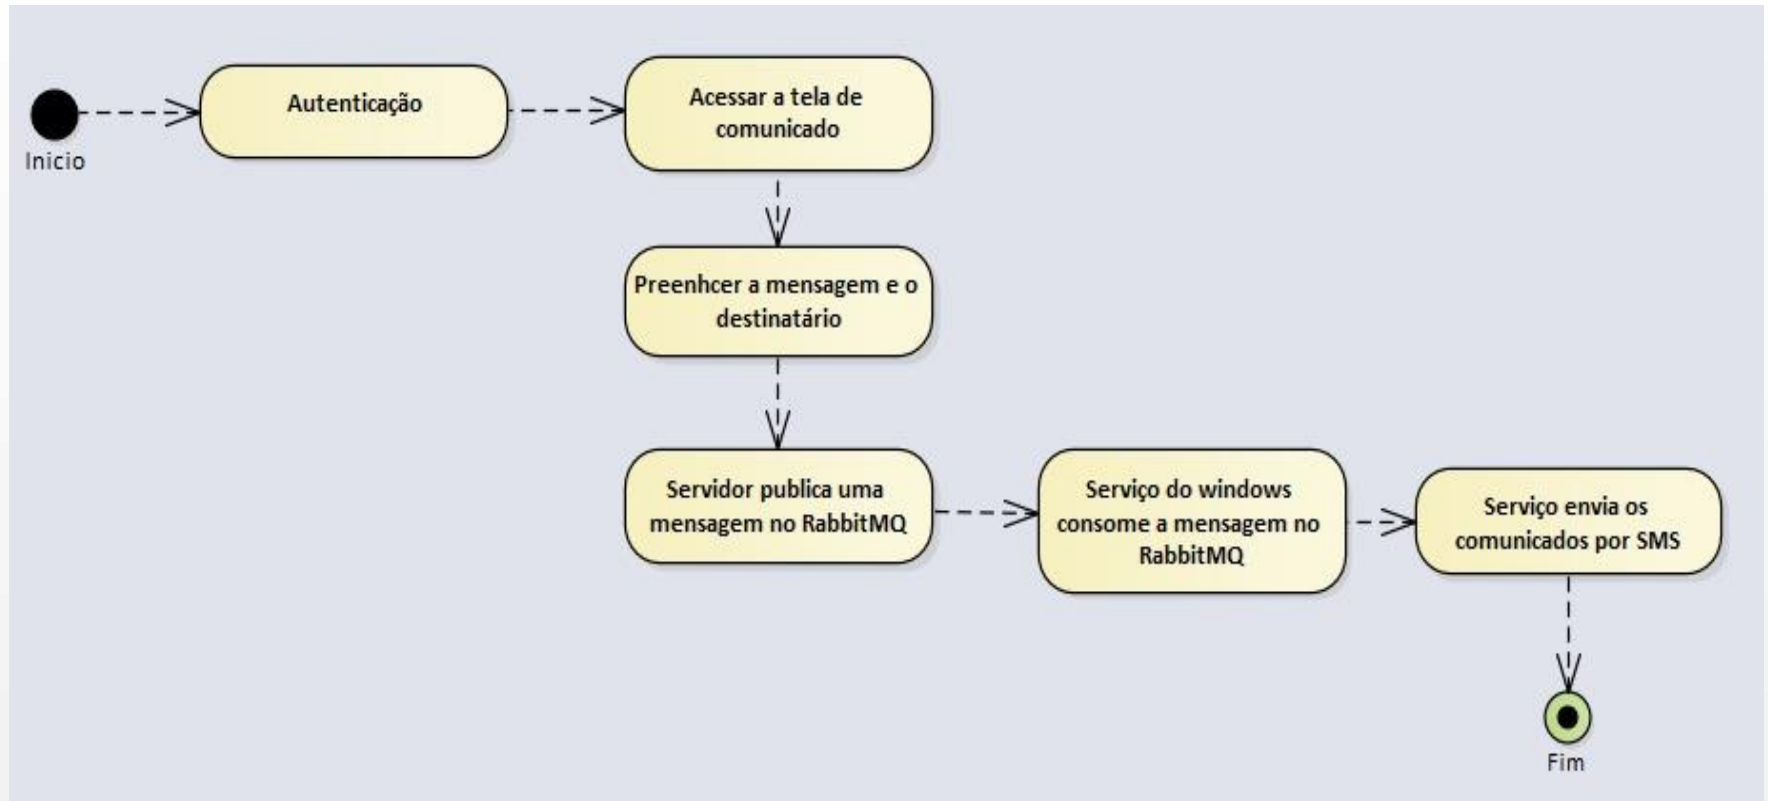 Inicio
Autenticação
Acessar a tela de
comunicado
Preenhcer a mensagem e o
destinatário
Servidor publica uma
mensagem no RabbitMQ
Serviço do windows
consome a mensagem no
RabbitMQ
Serviço envia os
comunicados por SMS
Fim